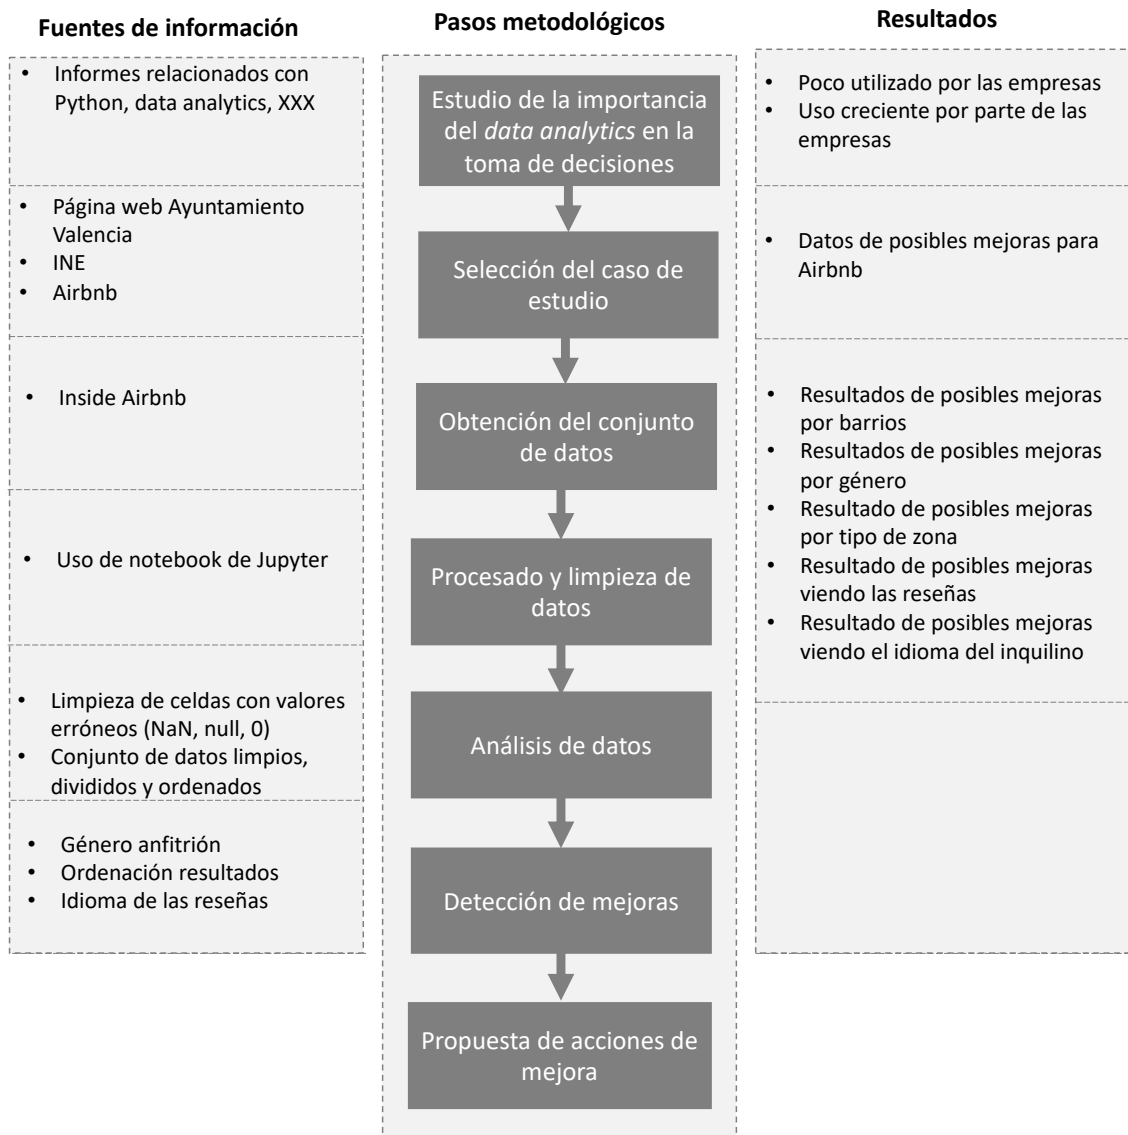 Fuentes de información
Informes relacionados con
Python, data analytics, XXX
Página web Ayuntamiento
Valencia
INE
Airbnb
Inside Airbnb
Uso de notebook de Jupyter
Limpieza de celdas con valores
erróneos (NaN, null, 0)
Conjunto de datos limpios,
divididos y ordenados
Género anfitrión
Ordenación resultados
Idioma de las reseñas
Pasos metodológicos
Estudio de la importancia
del data analytics en la
toma de decisiones
Selección del caso de
estudio
Obtención del conjunto
de datos
Procesado y limpieza de
datos
Análisis de datos
Detección de mejoras
Propuesta de acciones de
mejora
Resultados
Poco utilizado por las empresas
Uso creciente por parte de las
empresas
Datos de posibles mejoras para
Airbnb
Resultados de posibles mejoras
por barrios
Resultados de posibles mejoras
por género
Resultado de posibles mejoras
por tipo de zona
Resultado de posibles mejoras
viendo las reseñas
Resultado de posibles mejoras
viendo el idioma del inquilino